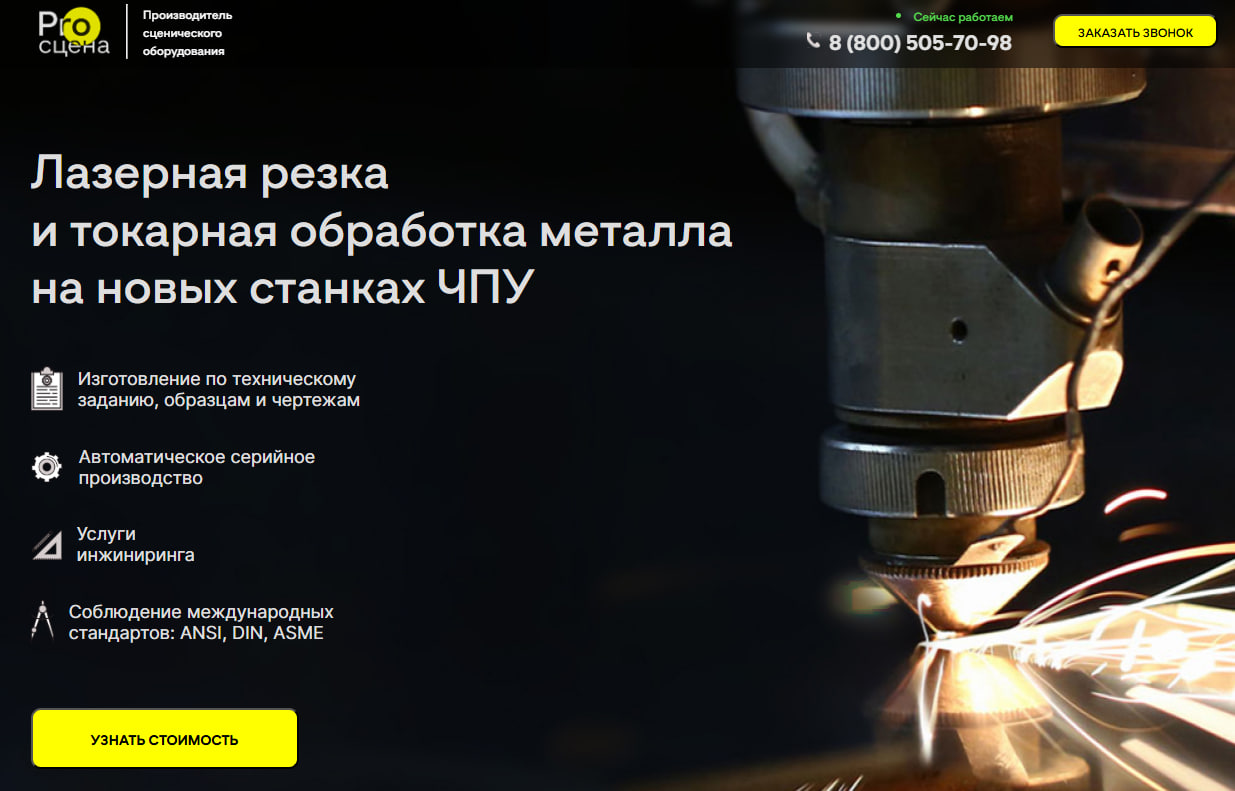 Pro
сцена
Производитель
сценического
оборудования
Сейчас работаем
8 (800) 505-70-98
ЗАКАЗАТЬ ЗВОНОК
Лазерная резка
и токарная обработка металла
на новых станках ЧПУ
Изготовление по техническому
заданию, образцам и чертежам
Автоматическое серийное
производство
Услуги
инжиниринга
Соблюдение международных
стандартов: ANSI, DIN, ASME
УЗНАТЬ СТОИМОСТЬ